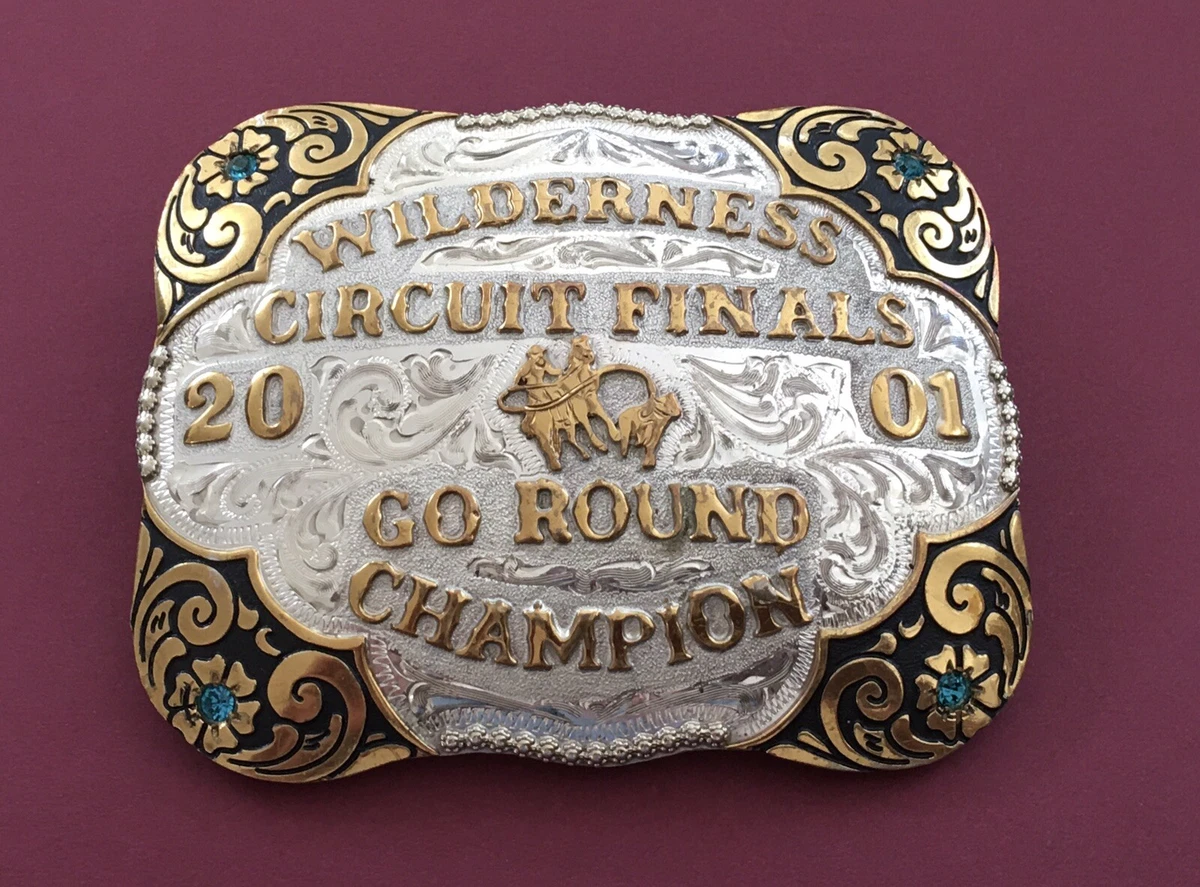 WILDERNESS
CIRCUIT FINALS
20 01
GO ROUND
CHAMPION